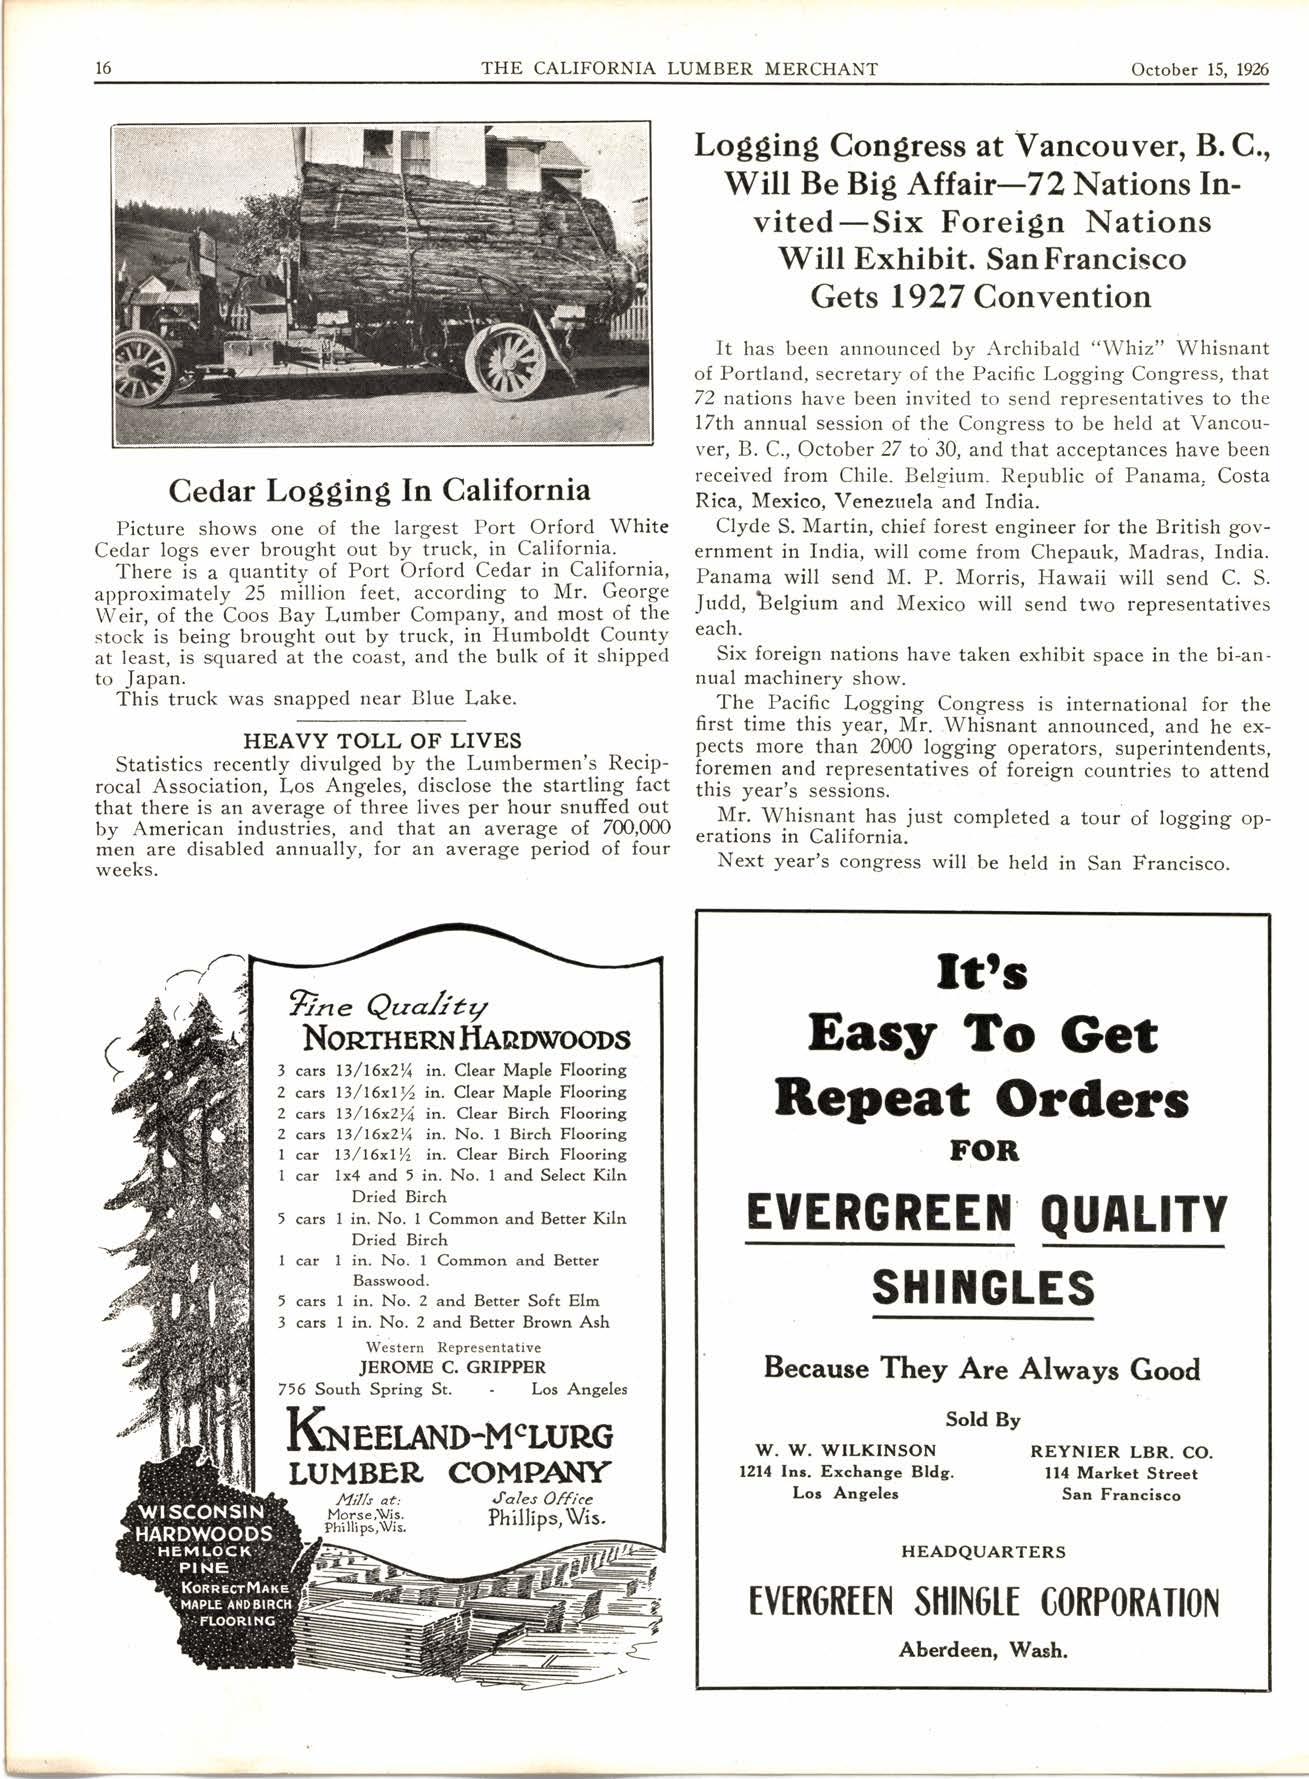 16
THE CALIFORNIA LUMBER MERCHANT
October 15, 1926
Cedar Logging In California
Picture shows one of the largest Port Orford White
Cedar logs ever brought out by truck, in California.
There is a quantity of Port Orford Cedar in California,
approximately 25 million feet, according to Mr. George
Weir, of the Coos Bay Lumber Company, and most of the
stock is being brought out by truck, in Humboldt County
at least, is squared at the coast, and the bulk of it shipped
to Japan.
This truck was snapped near Blue Lake.
HEAVY TOLL OF LIVES
Statistics recently divulged by the Lumbermen's Recip-
rocal Association, Los Angeles, disclose the startling fact
that there is an average of three lives per hour snuffed out
by American industries, and that an average of 700,000
men are disabled annually, for an average period of four
weeks.
Logging Congress at Vancouver, B. C.,
Will Be Big Affair—72 Nations In-
vited—Six Foreign Nations
Will Exhibit. San Francisco
Gets 1927 Convention
It has been announced by Archibald "Whiz" Whisnant
of Portland, secretary of the Pacific Logging Congress, that
72 nations have been invited to send representatives to the
17th annual session of the Congress to be held at Vancou-
ver, B. C., October 27 to 30, and that acceptances have been
received from Chile. Belgium. Republic of Panama, Costa
Rica, Mexico, Venezuela and India.
Clyde S. Martin, chief forest engineer for the British gov-
ernment in India, will come from Chepauk, Madras, India.
Panama will send M. P. Morris, Hawaii will send C. S.
Judd, Belgium and Mexico will send two representatives
each.
Six foreign nations have taken exhibit space in the bi-an-
nual machinery show.
The Pacific Logging Congress is international for the
first time this year, Mr. Whisnant announced, and he ex-
pects more than 2000 logging operators, superintendents,
foremen and representatives of foreign countries to attend
this year's sessions.
Mr. Whisnant has just completed a tour of logging op-
erations in California.
Next year's congress will be held in San Francisco.
Fine Quality
NORTHERN HARDWOODS
3 cars 13/16x2¼ in. Clear Maple Flooring
2 cars 13/16x1½ in. Clear Maple Flooring
2 cars 13/16x2¼ in. Clear Birch Flooring
2 cars 13/16x2¼ in. No. 1 Birch Flooring
1 car 13/16x1½ in. Clear Birch Flooring
1 car 1x4 and 5 in. No. 1 and Select Kiln
Dried Birch
5 cars 1 in. No. 1 Common and Better Kiln
Dried Birch
1 car 1 in. No. 1 Common and Better
Basswood.
5 cars 1 in. No. 2 and Better Soft Elm
3 cars 1 in. No. 2 and Better Brown Ash
Western Representative
JEROME C. GRIPPER
756 South Spring St. - Los Angeles
KNEELAND-McLURG
LUMBER COMPANY
Mills at:
Morse, Wis.
Phillips, Wis.
Sales Office
Phillips, Wis.
WISCONSIN
HARDWOODS
HEMLOCK
PINE
KORRECT MAKE
MAPLE AND BIRCH
FLOORING
It's
Easy To Get
Repeat Orders
FOR
EVERGREEN QUALITY
SHINGLES
Because They Are Always Good
Sold By
W. W. WILKINSON
1214 Ins. Exchange Bldg.
Los Angeles
REYNIER LBR. CO.
114 Market Street
San Francisco
HEADQUARTERS
EVERGREEN SHINGLE CORPORATION
Aberdeen, Wash.